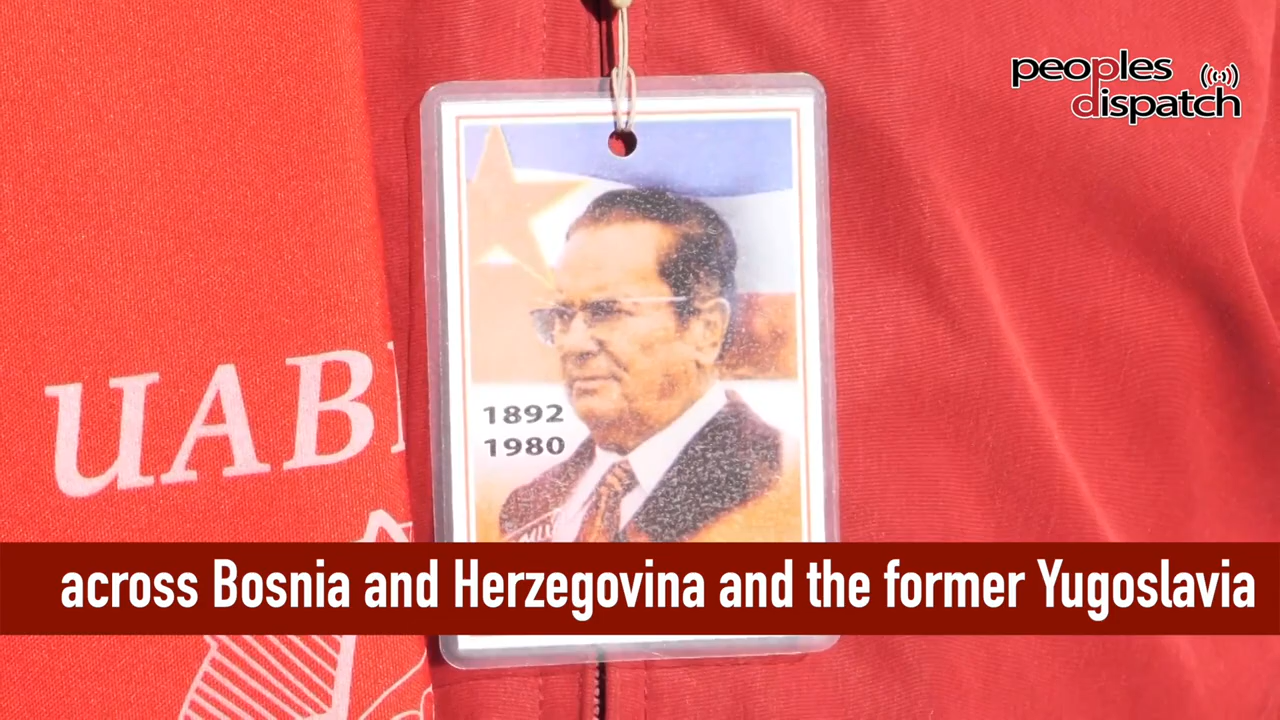 peoples
dispatch
1892
1980
across Bosnia and Herzegovina and the former Yugoslavia